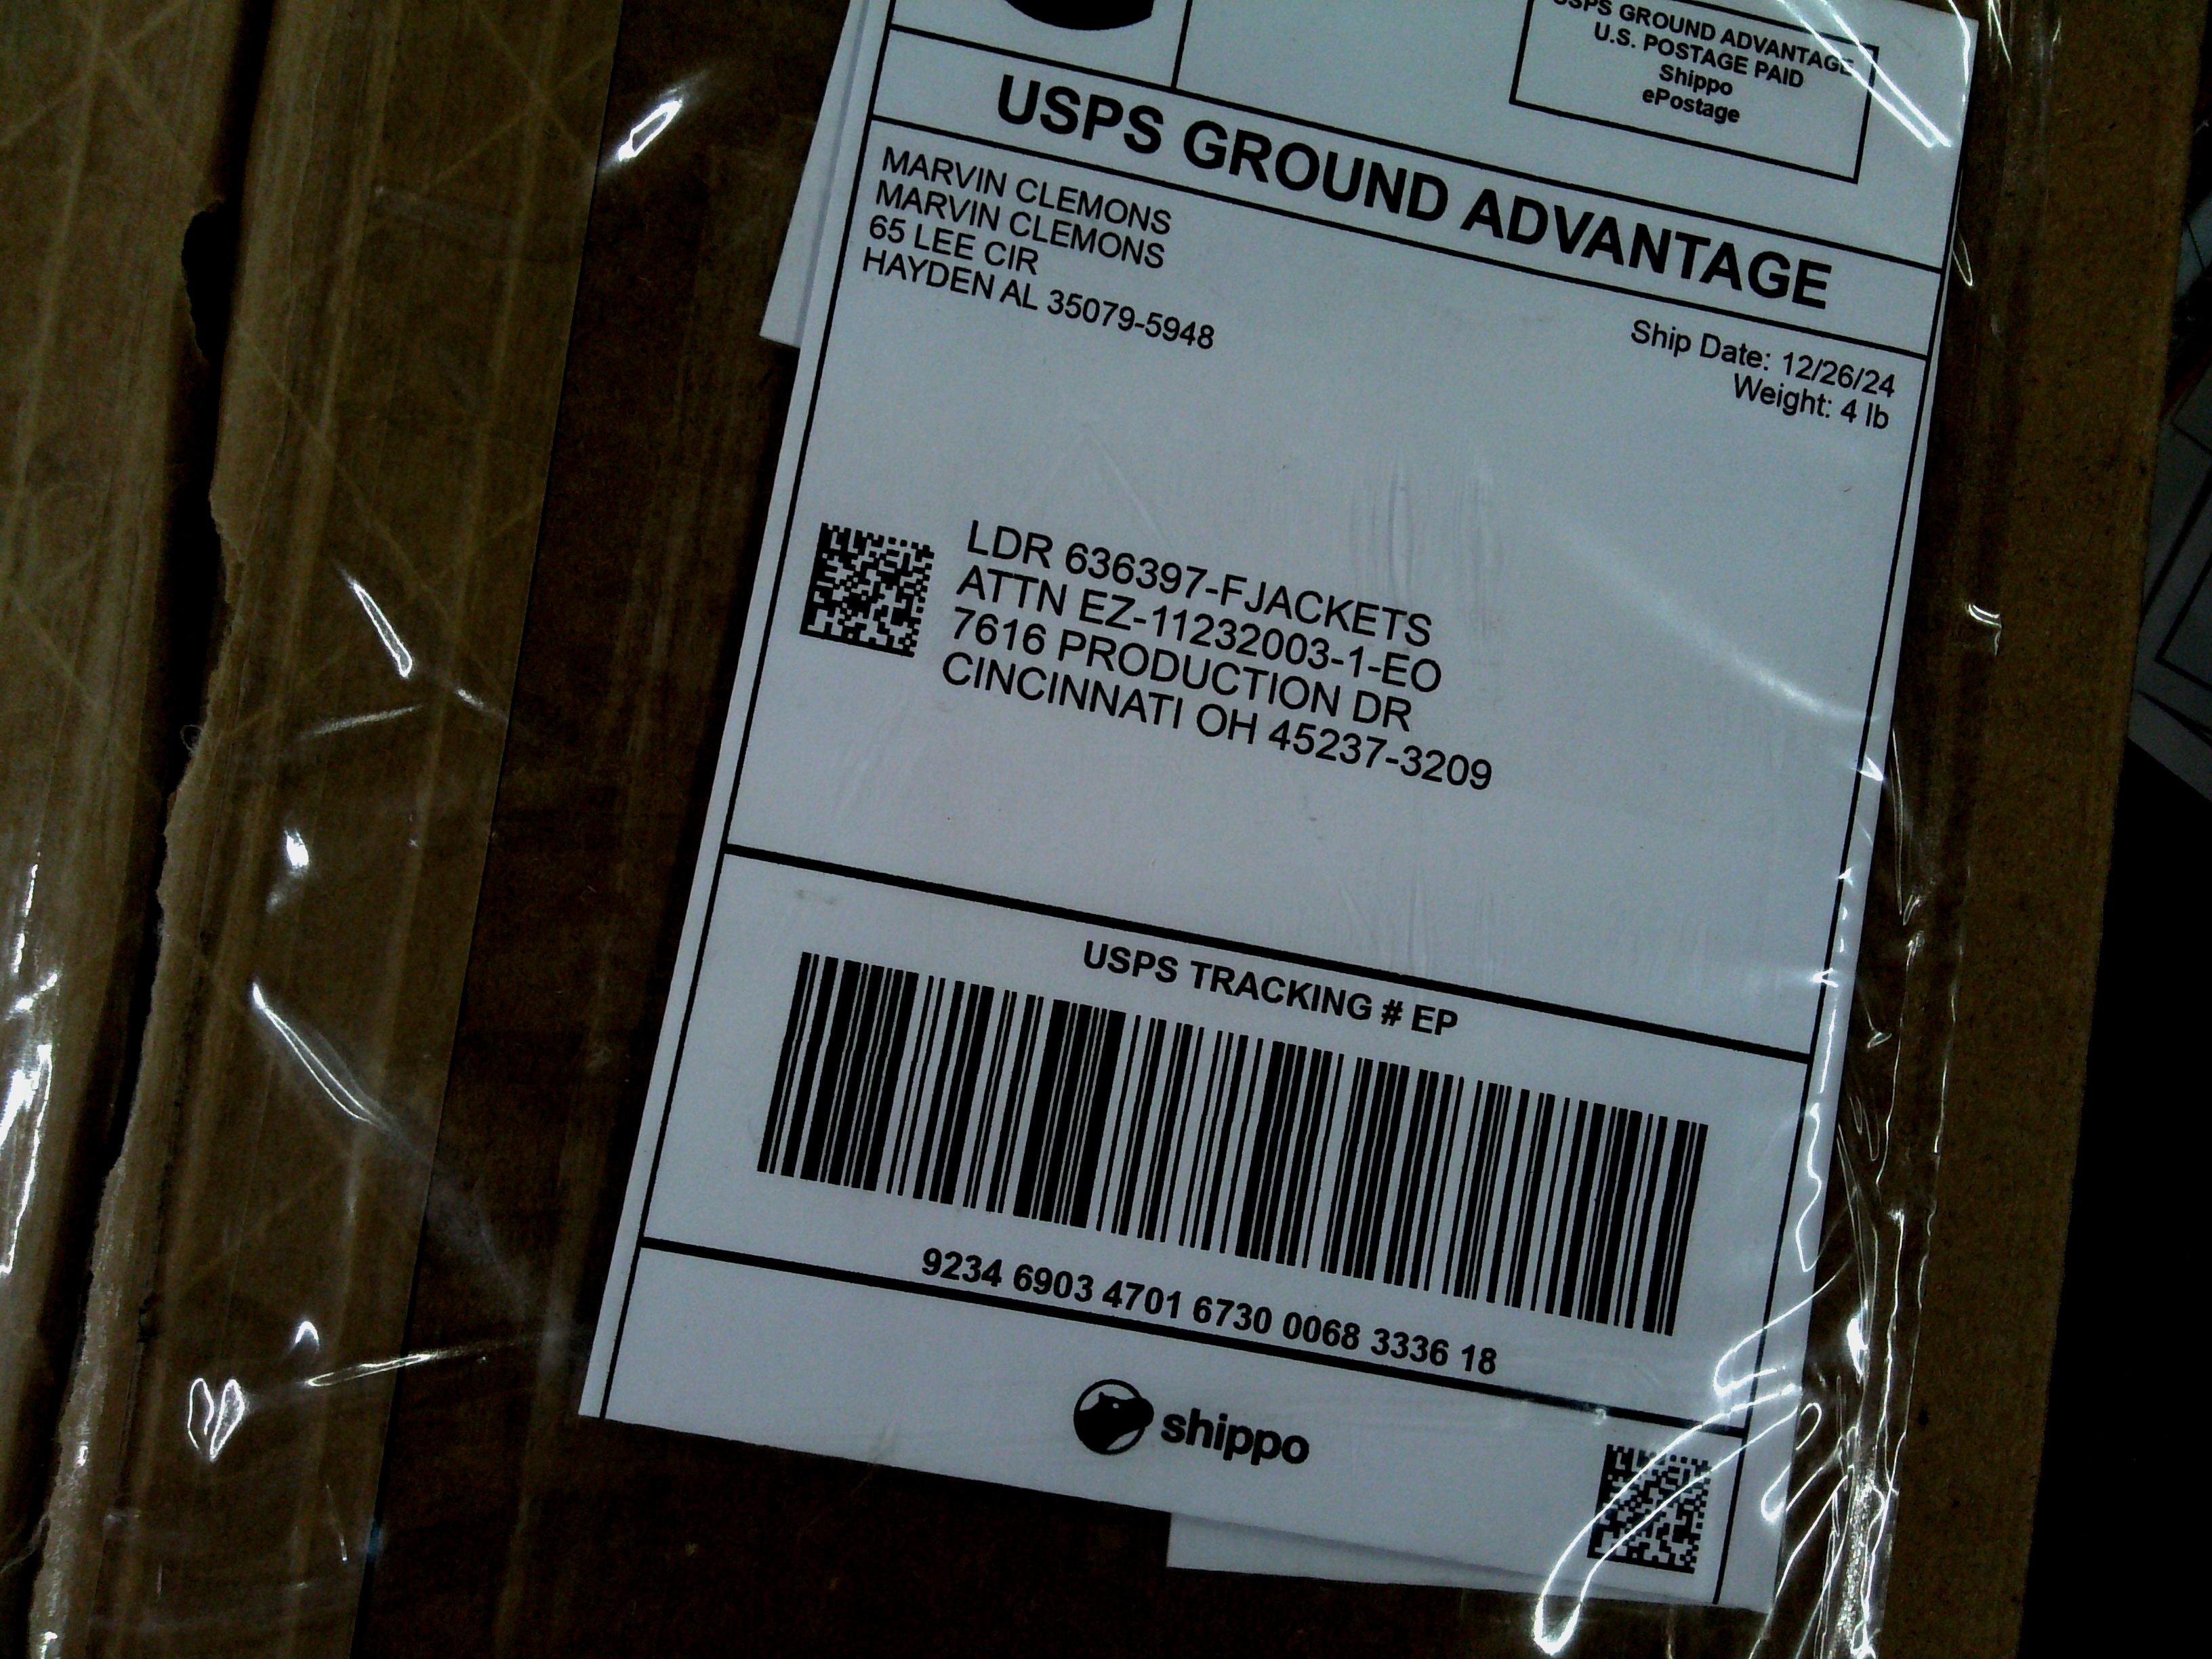 USPS GROUND ADVANTAGE
U.S. POSTAGE PAID
Shippo
ePostage
USPS GROUND ADVANTAGE
MARVIN CLEMONS
MARVIN CLEMONS
65 LEE CIR
HAYDEN AL 35079-5948
Ship Date: 12/26/24
Weight: 4 lb
LDR 636397-FJACKETS
ATTN EZ-11232003-1-EO
7616 PRODUCTION DR
CINCINNATI OH 45237-3209
USPS TRACKING # EP
9234 6903 4701 6730 0068 3336 18
shippo